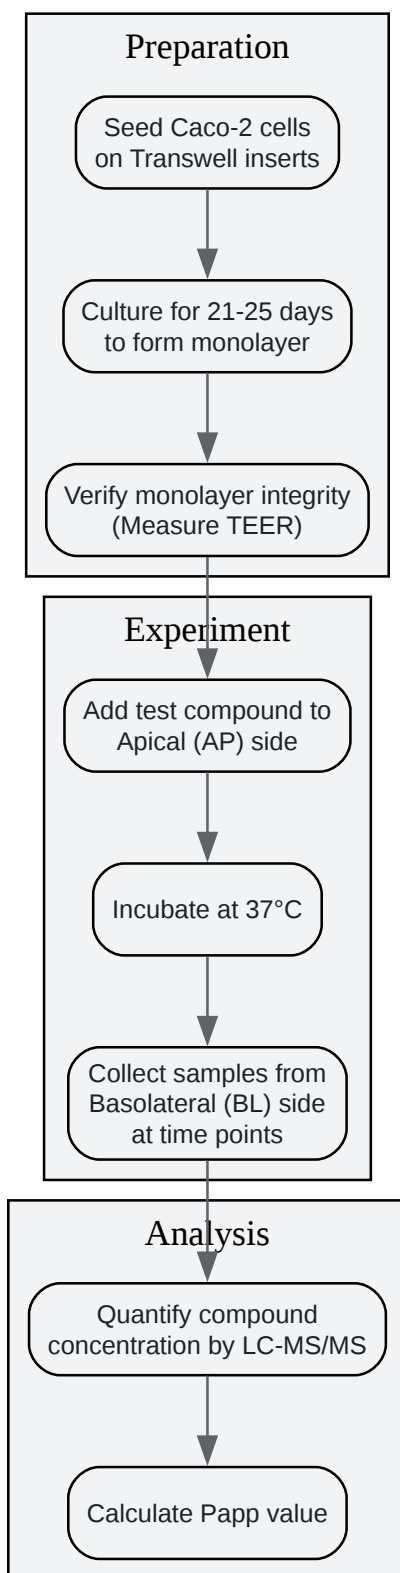 Preparation
Seed Caco-2 cells
on Transwell inserts
Culture for 21-25 days
to form monolayer
Verify monolayer integrity
(Measure TEER)
Experiment
Add test compound to
Apical (AP) side
Incubate at 37°C
Collect samples from
Basolateral (BL) side
at time points
Analysis
Quantify compound
concentration by LC-MS/MS
Calculate Papp value